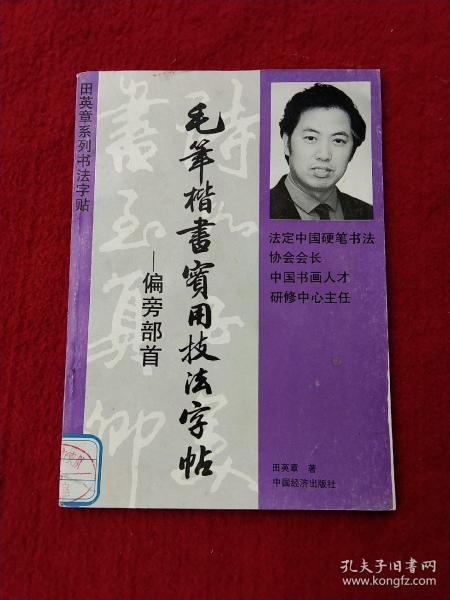 田英章系列书法字贴
毛筆楷書實用技法字帖
—偏旁部首
法定中国硬笔书法
协会会长
中国书画人才
研修中心主任
田英章 著
中国经济出版社
孔夫子旧书网
www.kongfz.com